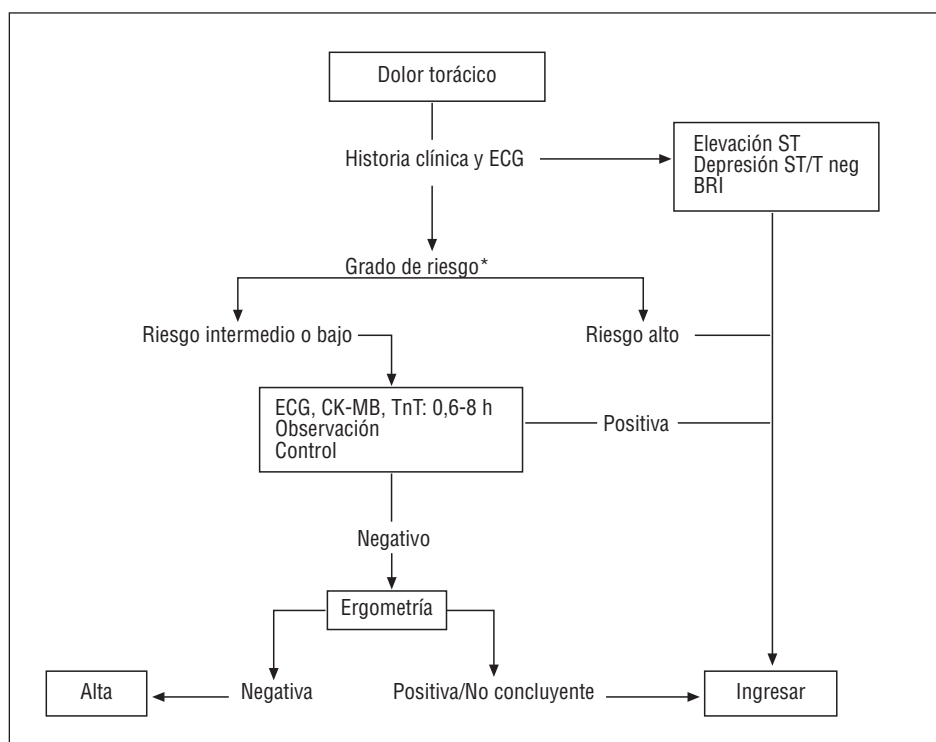 Dolor torácico
Historia clínica y ECG
Elevación ST
Depresión ST/T neg
BRI
Grado de riesgo*
Riesgo intermedio o bajo
Riesgo alto
ECG, CK-MB, TnT: 0,6-8 h
Observación
Control
Positiva
Negativo
Ergometría
Alta
Negativa
Positiva/No concluyente
Ingresar